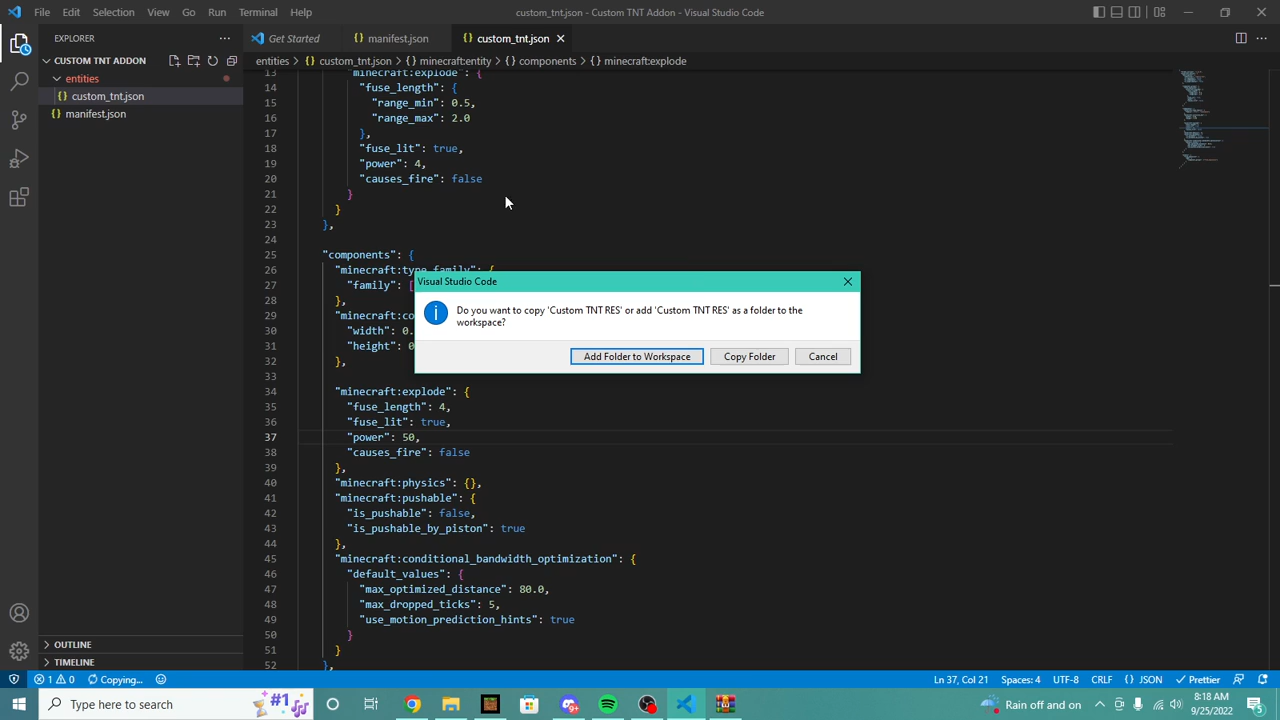 File Edit Selection View Go Run Terminal Help
custom_tnt.json - Custom TNT Addon - Visual Studio Code
EXPLORER
Get Started
manifest.json
custom_tnt.json
CUSTOM TNT ADDON
entities > {} custom_tnt.json > {} minecraft:entity > {} components > {} minecraft:explode
entities
{} custom_tnt.json
{} manifest.json
13 "minecraft:explode": {
14 "fuse_length": {
15 "range_min": 0.5,
16 "range_max": 2.0
17 },
18 "fuse_lit": true,
19 "power": 4,
20 "causes_fire": false
21 }
22 }
23 },
24
25 "components": {
26 "minecraft:type_family": {
27 "family": [
28 },
29 "minecraft:co
30 "width": 0.
31 "height": 0
32 },
33
34 "minecraft:explode": {
35 "fuse_length": 4,
36 "fuse_lit": true,
37 "power": 50,
38 "causes_fire": false
39 },
40 "minecraft:physics": {},
41 "minecraft:pushable": {
42 "is_pushable": false,
43 "is_pushable_by_piston": true
44 },
45 "minecraft:conditional_bandwidth_optimization": {
46 "default_values": {
47 "max_optimized_distance": 80.0,
48 "max_dropped_ticks": 5,
49 "use_motion_prediction_hints": true
50 }
51 }
52 },
Visual Studio Code
Do you want to copy 'Custom TNT RES' or add 'Custom TNT RES' as a folder to the
workspace?
Add Folder to Workspace
Copy Folder
Cancel
OUTLINE
TIMELINE
1 0 Copying...
Ln 37, Col 21 Spaces: 4 UTF-8 CRLF {} JSON Prettier
Type here to search
#1
Rain off and on
8:18 AM
9/25/2022
5